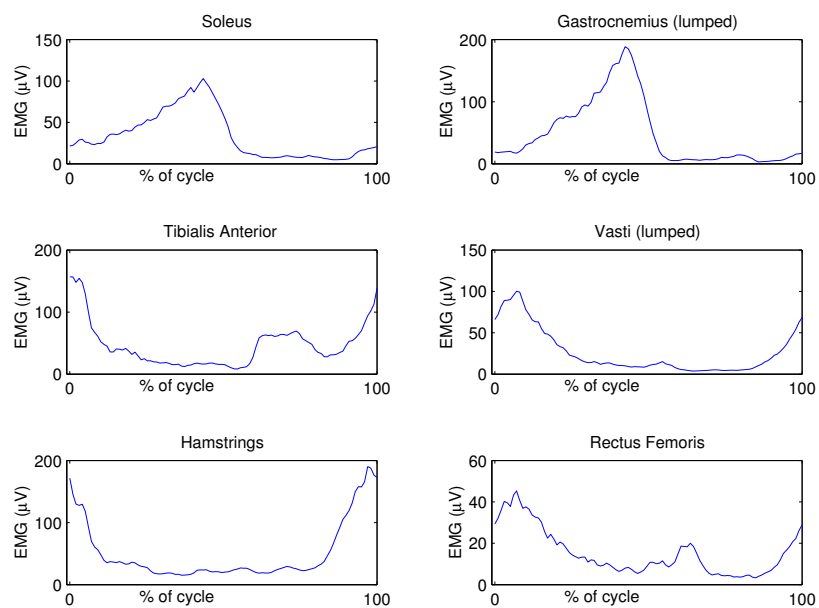 Soleus
EMG (μV)
150
100
50
0
0
% of cycle
100
Gastrocnemius (lumped)
EMG (μV)
200
100
0
0
% of cycle
100
Tibialis Anterior
EMG (μV)
200
100
0
0
% of cycle
100
Vasti (lumped)
EMG (μV)
150
100
50
0
0
% of cycle
100
Hamstrings
EMG (μV)
200
100
0
0
% of cycle
100
Rectus Femoris
EMG (μV)
60
40
20
0
0
% of cycle
100